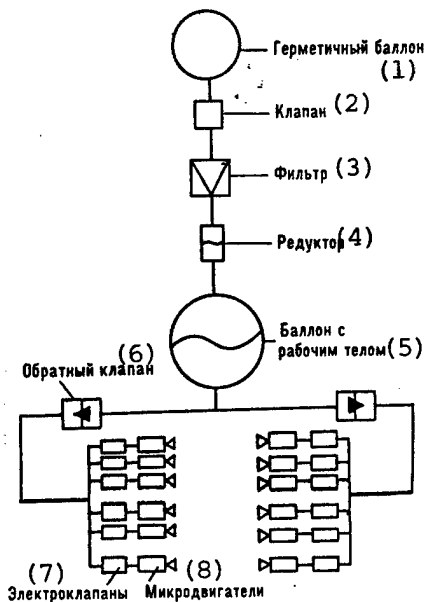 Герметичный баллон
(1)
Клапан (2)
Фильтр (3)
Редуктор (4)
Баллон с
рабочим телом (5)
(6)
Обратный клапан
(7) (8)
Электроклапаны Микродвигатели